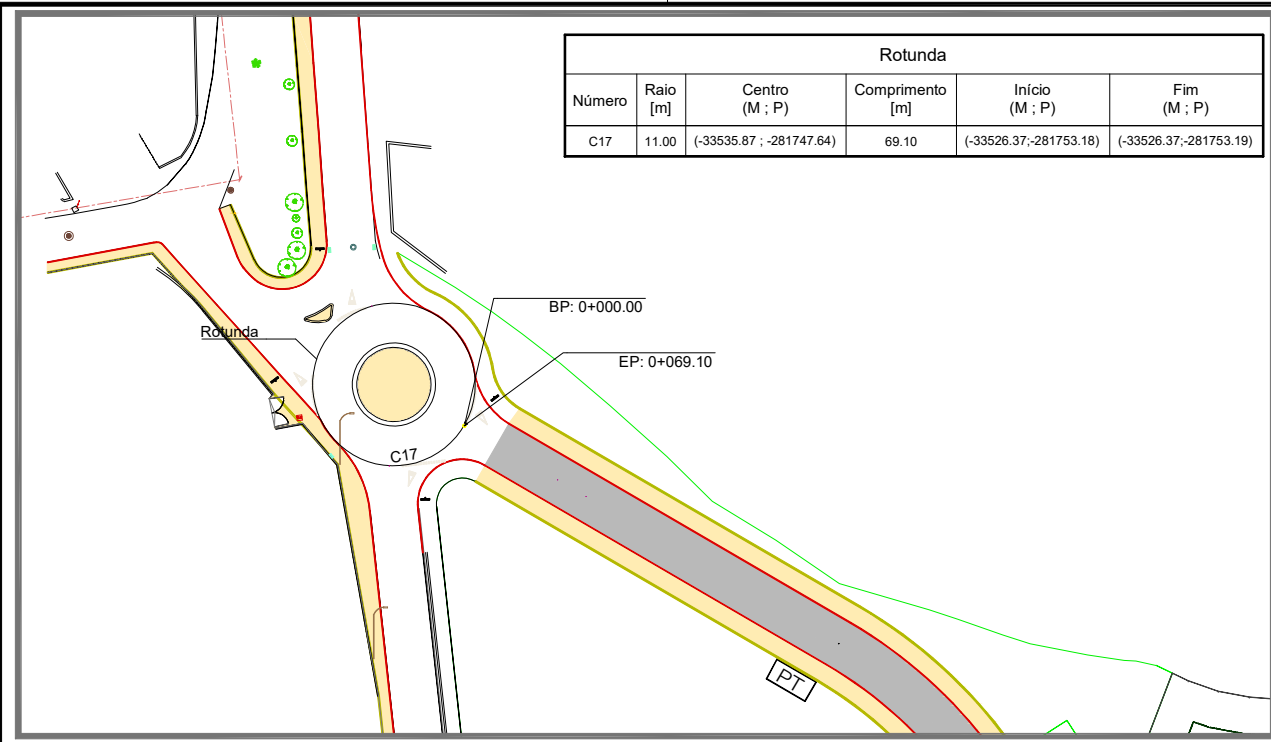 Rotunda
Número Raio [m] Centro (M ; P) Comprimento [m] Início (M ; P) Fim (M ; P)
C17 11.00 (-33535.87 ; -281747.64) 69.10 (-33526.37;-281753.18) (-33526.37;-281753.19)
BP: 0+000.00
Rotunda
EP: 0+069.10
C17
PT